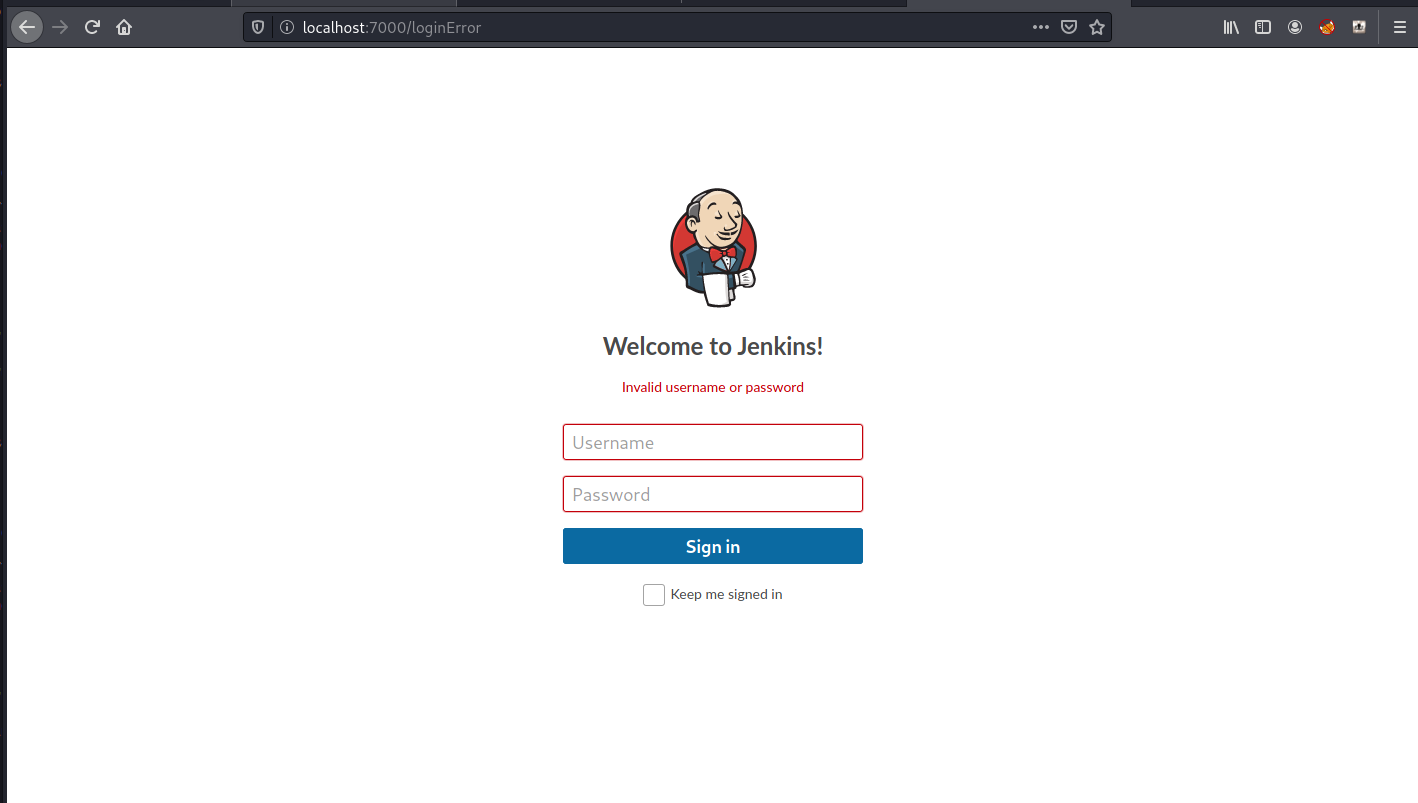 localhost:7000/loginError
Welcome to Jenkins!
Invalid username or password
Username
Password
Sign in
Keep me signed in